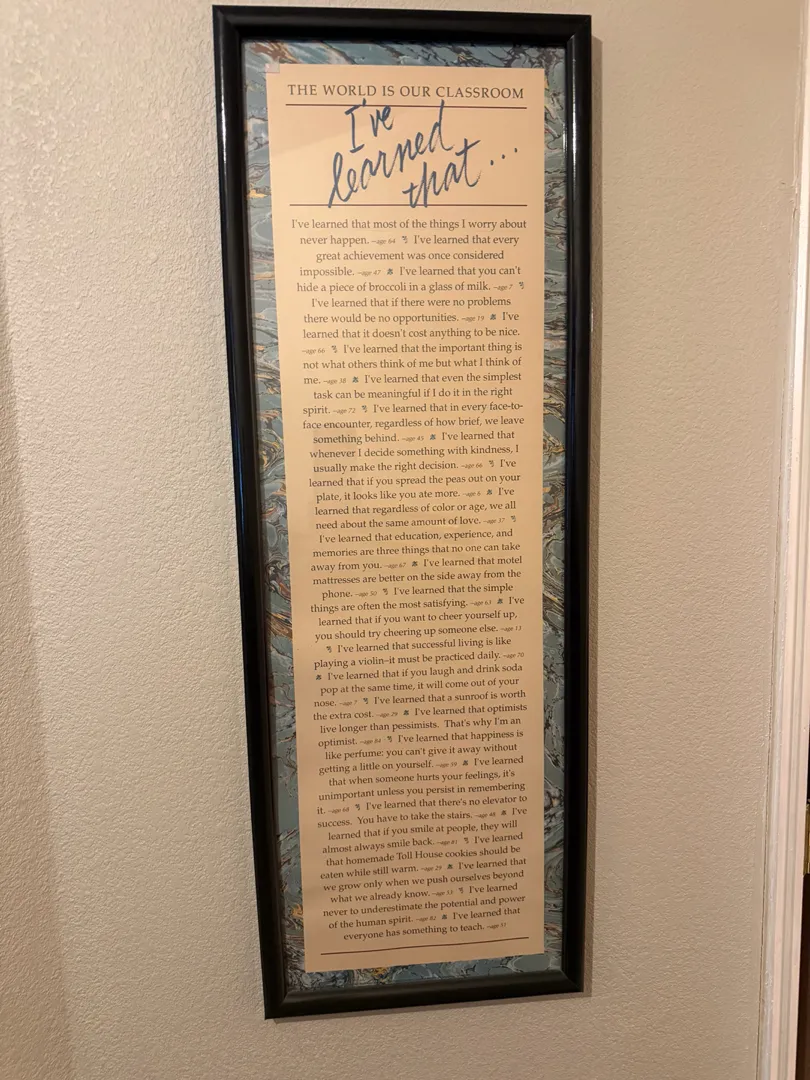 THE WORLD IS OUR CLASSROOM
I've
learned
that...
I've learned that most of the things I worry about
never happen. –age 64 I've learned that every
great achievement was once considered
impossible. –age 47 I've learned that you can't
hide a piece of broccoli in a glass of milk. –age 7
I've learned that if there were no problems
there would be no opportunities. –age 19 I've
learned that it doesn't cost anything to be nice.
–age 66 I've learned that the important thing is
not what others think of me but what I think of
me. –age 38 I've learned that even the simplest
task can be meaningful if I do it in the right
spirit. –age 72 I've learned that in every face-to-
face encounter, regardless of how brief, we leave
something behind. –age 45 I've learned that
whenever I decide something with kindness, I
usually make the right decision. –age 66 I've
learned that if you spread the peas out on your
plate, it looks like you ate more. –age 6 I've
learned that regardless of color or age, we all
need about the same amount of love. –age 37
I've learned that education, experience, and
memories are three things that no one can take
away from you. –age 67 I've learned that motel
mattresses are better on the side away from the
phone. –age 50 I've learned that the simple
things are often the most satisfying. –age 63 I've
learned that if you want to cheer yourself up,
you should try cheering up someone else. –age 13
I've learned that successful living is like
playing a violin–it must be practiced daily. –age 70
I've learned that if you laugh and drink soda
pop at the same time, it will come out of your
nose. –age 7 I've learned that a sunroof is worth
the extra cost. –age 29 I've learned that optimists
live longer than pessimists. That's why I'm an
optimist. –age 84 I've learned that happiness is
like perfume: you can't give it away without
getting a little on yourself. –age 59 I've learned
that when someone hurts your feelings, it's
unimportant unless you persist in remembering
it. –age 68 I've learned that there's no elevator to
success. You have to take the stairs. –age 48 I've
learned that if you smile at people, they will
almost always smile back. –age 81 I've learned
that homemade Toll House cookies should be
eaten while still warm. –age 29 I've learned that
we grow only when we push ourselves beyond
what we already know. –age 53 I've learned
never to underestimate the potential and power
of the human spirit. –age 82 I've learned that
everyone has something to teach. –age 51